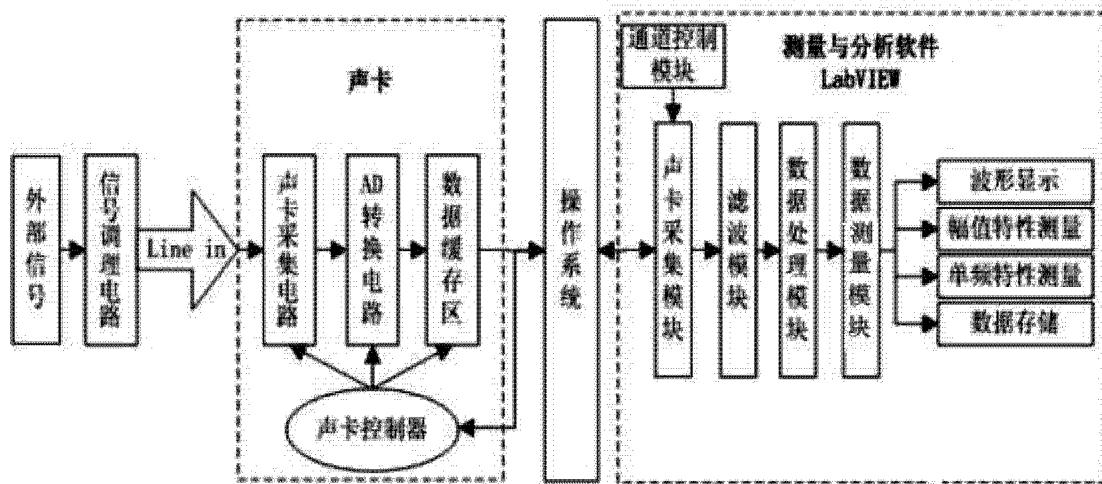 外部信号
信号调理电路
Line in
声卡
声卡采集电路
AD转换电路
数据缓存区
声卡控制器
操作系统
通道控制
模块
测量与分析软件
LabVIEW
声卡采集模块
滤波模块
数据处理模块
数据测量模块
波形显示
幅值特性测量
单频特性测量
数据存储